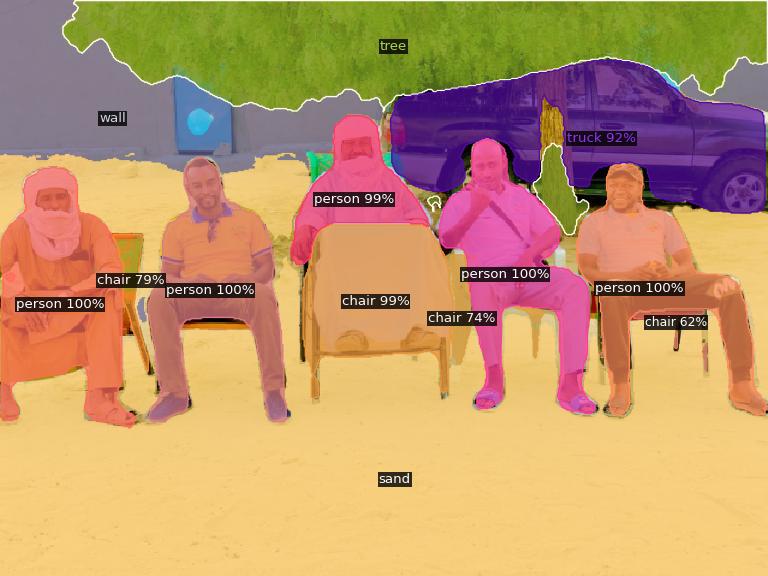 tree
wall
truck 92%
person 99%
person 100%
chair 79%
person 100%
chair 99%
person 100%
chair 74%
person 100%
chair 62%
sand